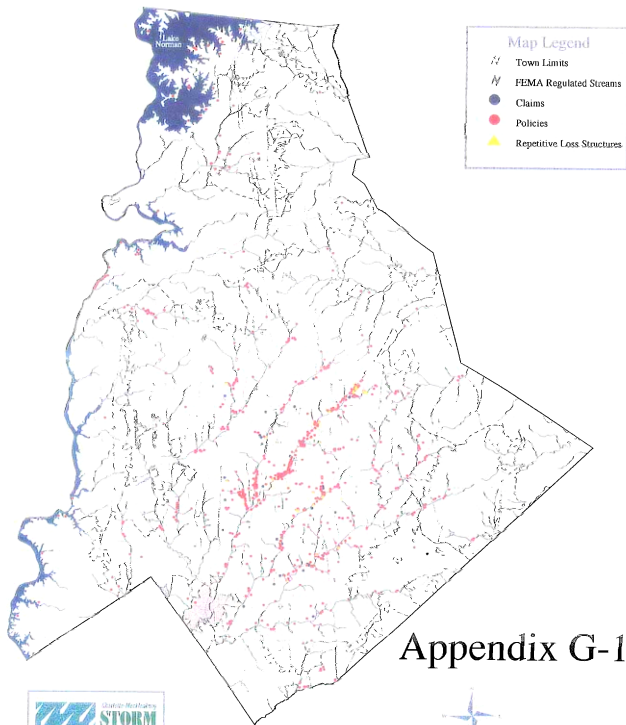 Lake
Norman
Map Legend
Town Limits
FEMA Regulated Streams
Claims
Policies
Repetitive Loss Structures
Appendix G-1
STORM